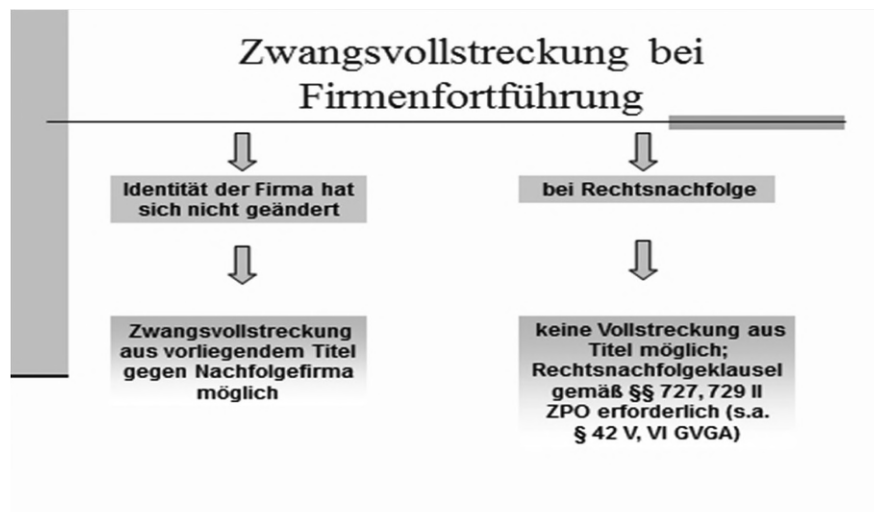 Zwangsvollstreckung bei
Firmenfortführung
Identität der Firma hat
sich nicht geändert
bei Rechtsnachfolge
Zwangsvollstreckung
aus vorliegendem Titel
gegen Nachfolgefirma
möglich
keine Vollstreckung aus
Titel möglich;
Rechtsnachfolgeklausel
gemäß §§ 727, 729 II
ZPO erforderlich (s.a.
§ 42 V, VI GVGA)